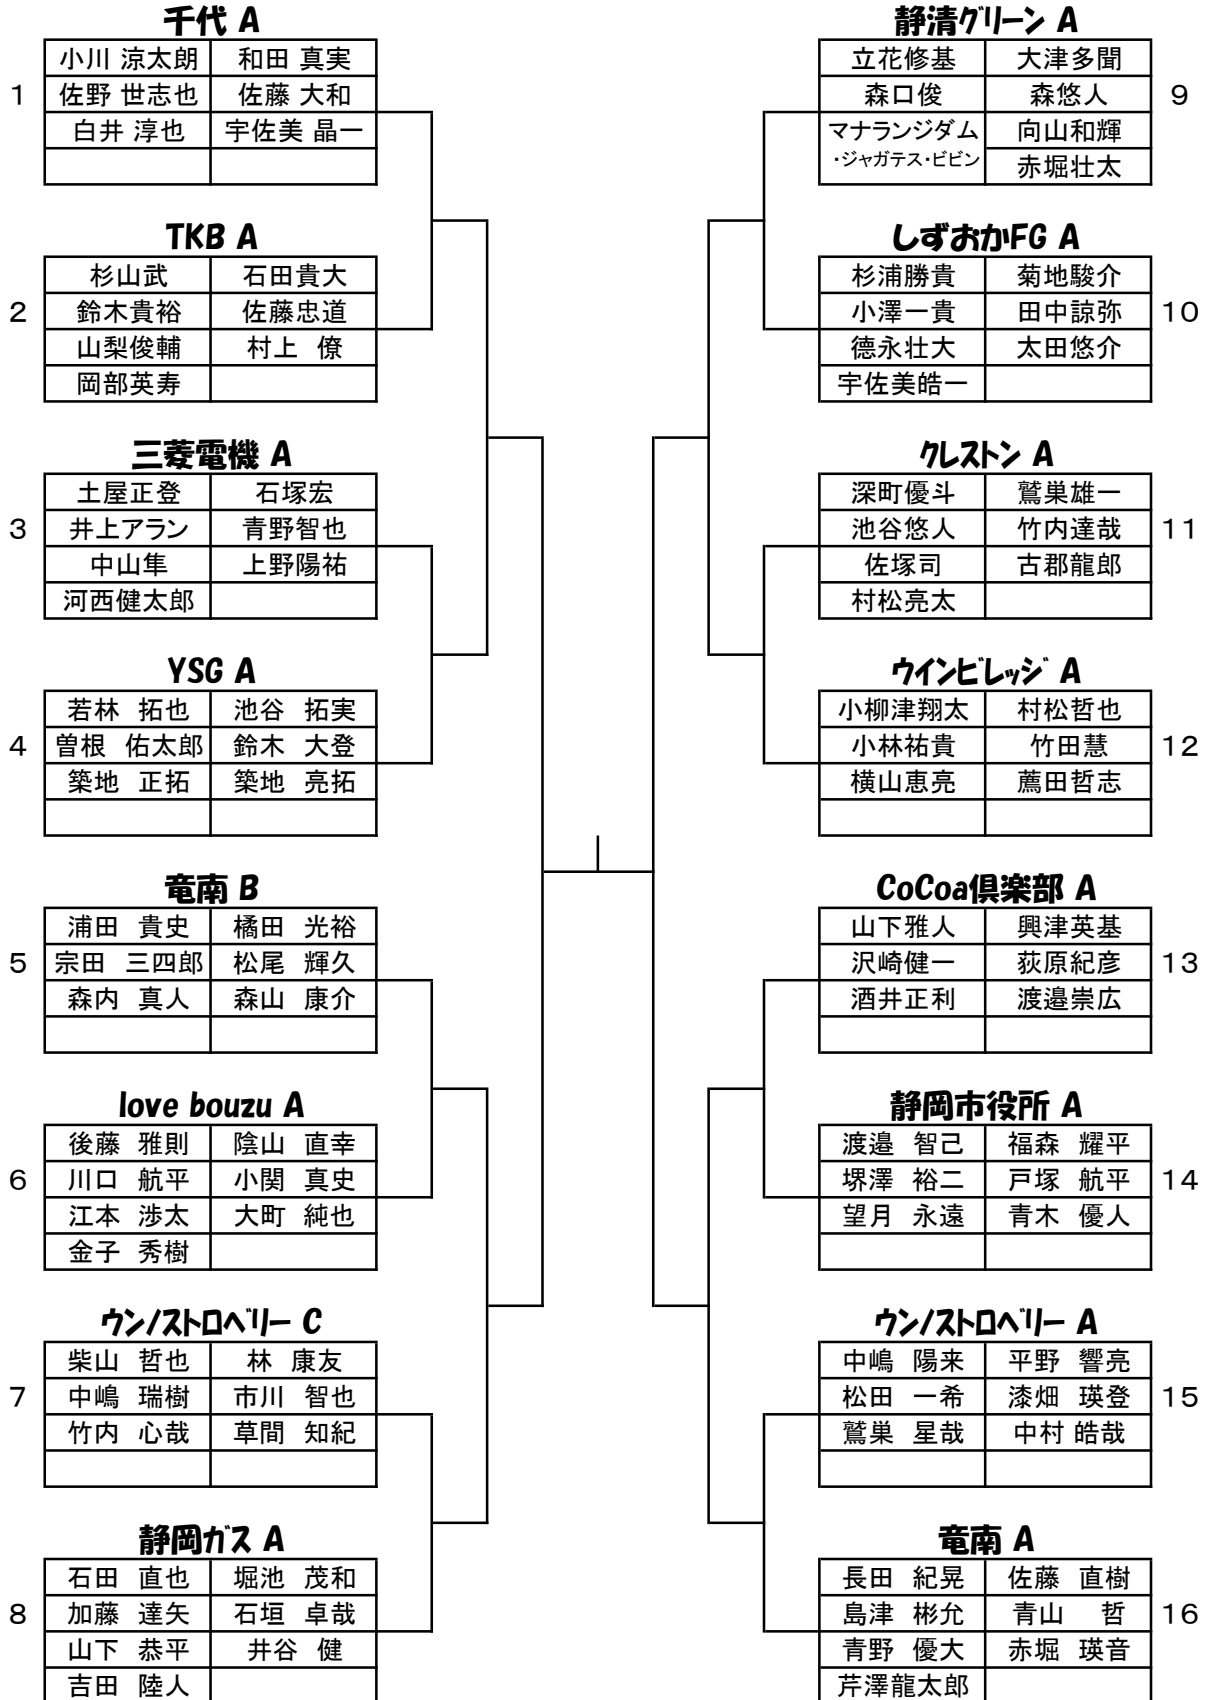 千代 A
1
小川 涼太朗 和田 真実
佐野 世志也 佐藤 大和
白井 淳也 宇佐美 晶一
TKB A
2
杉山武 石田貴大
鈴木貴裕 佐藤忠道
山梨俊輔 村上 僚
岡部英寿
三菱電機 A
3
土屋正登 石塚宏
井上アラン 青野智也
中山隼 上野陽祐
河西健太郎
YSG A
4
若林 拓也 池谷 拓実
曽根 佑太郎 鈴木 大登
築地 正拓 築地 亮拓
竜南 B
5
浦田 貴史 橘田 光裕
宗田 三四郎 松尾 輝久
森内 真人 森山 康介
love bouzu A
6
後藤 雅則 陰山 直幸
川口 航平 小関 真史
江本 渉太 大町 純也
金子 秀樹
ウン/ストロベリー C
7
柴山 哲也 林 康友
中嶋 瑞樹 市川 智也
竹内 心哉 草間 知紀
静岡ガス A
8
石田 直也 堀池 茂和
加藤 達矢 石垣 卓哉
山下 恭平 井谷 健
吉田 陸人
静清グリーン A
9
立花修基 大津多聞
森口俊 森悠人
マナランジダム 向山和輝
・ジャガテス・ビビン 赤堀壮太
しずおかFG A
10
杉浦勝貴 菊地駿介
小澤一貴 田中諒弥
德永壮大 太田悠介
宇佐美皓一
クレストン A
11
深町優斗 鷲巣雄一
池谷悠人 竹内達哉
佐塚司 古郡龍郎
村松亮太
ウインビレッジ A
12
小柳津翔太 村松哲也
小林祐貴 竹田慧
横山恵亮 薦田哲志
CoCoa倶楽部 A
13
山下雅人 興津英基
沢崎健一 荻原紀彦
酒井正利 渡邉崇広
静岡市役所 A
14
渡邉 智己 福森 耀平
堺澤 裕二 戸塚 航平
望月 永遠 青木 優人
ウン/ストロベリー A
15
中嶋 陽来 平野 響亮
松田 一希 漆畑 瑛登
鷲巣 星哉 中村 皓哉
竜南 A
16
長田 紀晃 佐藤 直樹
島津 彬允 青山 哲
青野 優大 赤堀 瑛音
芹澤龍太郎